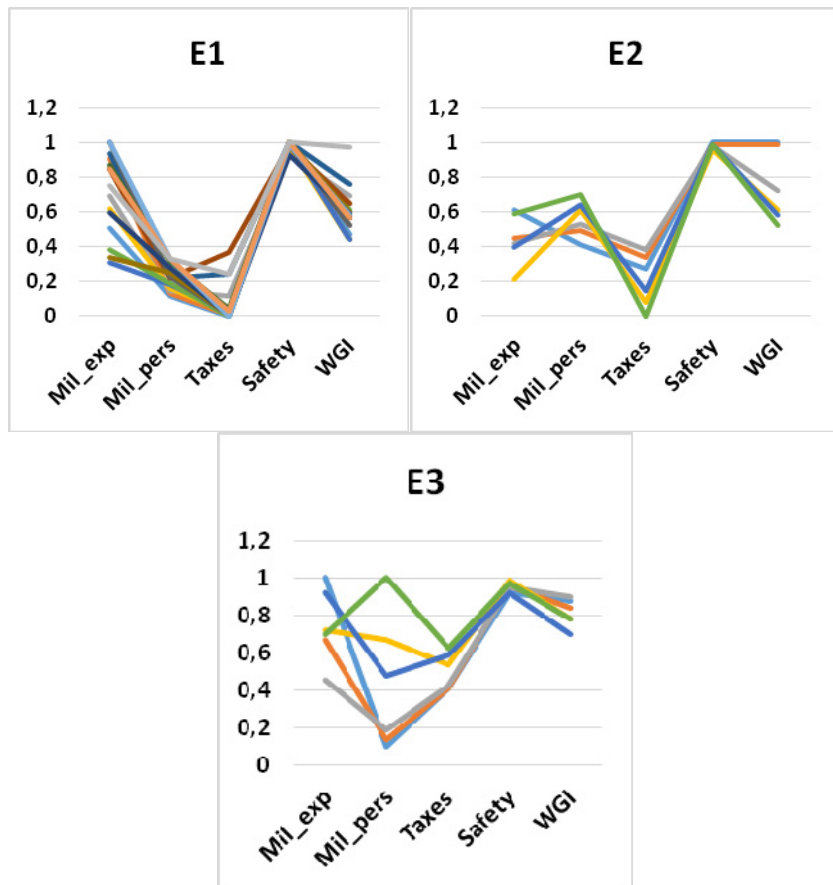 E1
1,2
1
0,8
0,6
0,4
0,2
0
Mil_exp
Mil_pers
Taxes
Safety
WGI
E2
1,2
1
0,8
0,6
0,4
0,2
0
Mil_exp
Mil_pers
Taxes
Safety
WGI
E3
1,2
1
0,8
0,6
0,4
0,2
0
Mil_exp
Mil_pers
Taxes
Safety
WGI